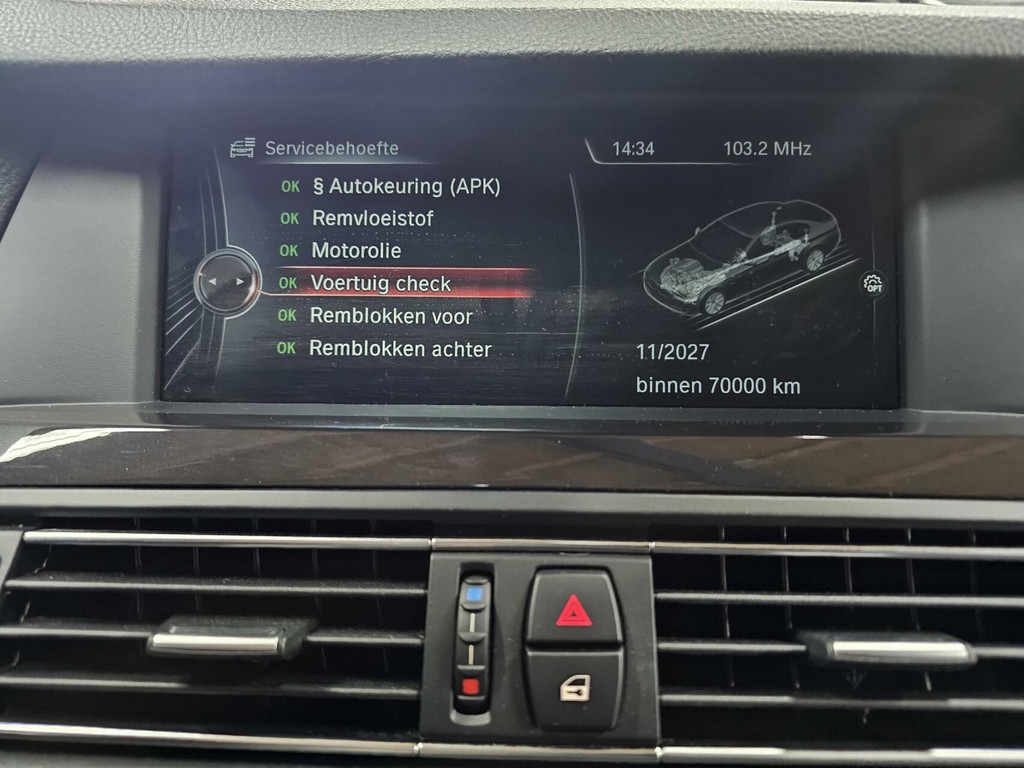 Servicebehoefte
14:34 103.2 MHz
OK § Autokeuring (APK)
OK Remvloeistof
OK Motorolie
OK Voertuig check
OK Remblokken voor
OK Remblokken achter
OPT
11/2027
binnen 70000 km